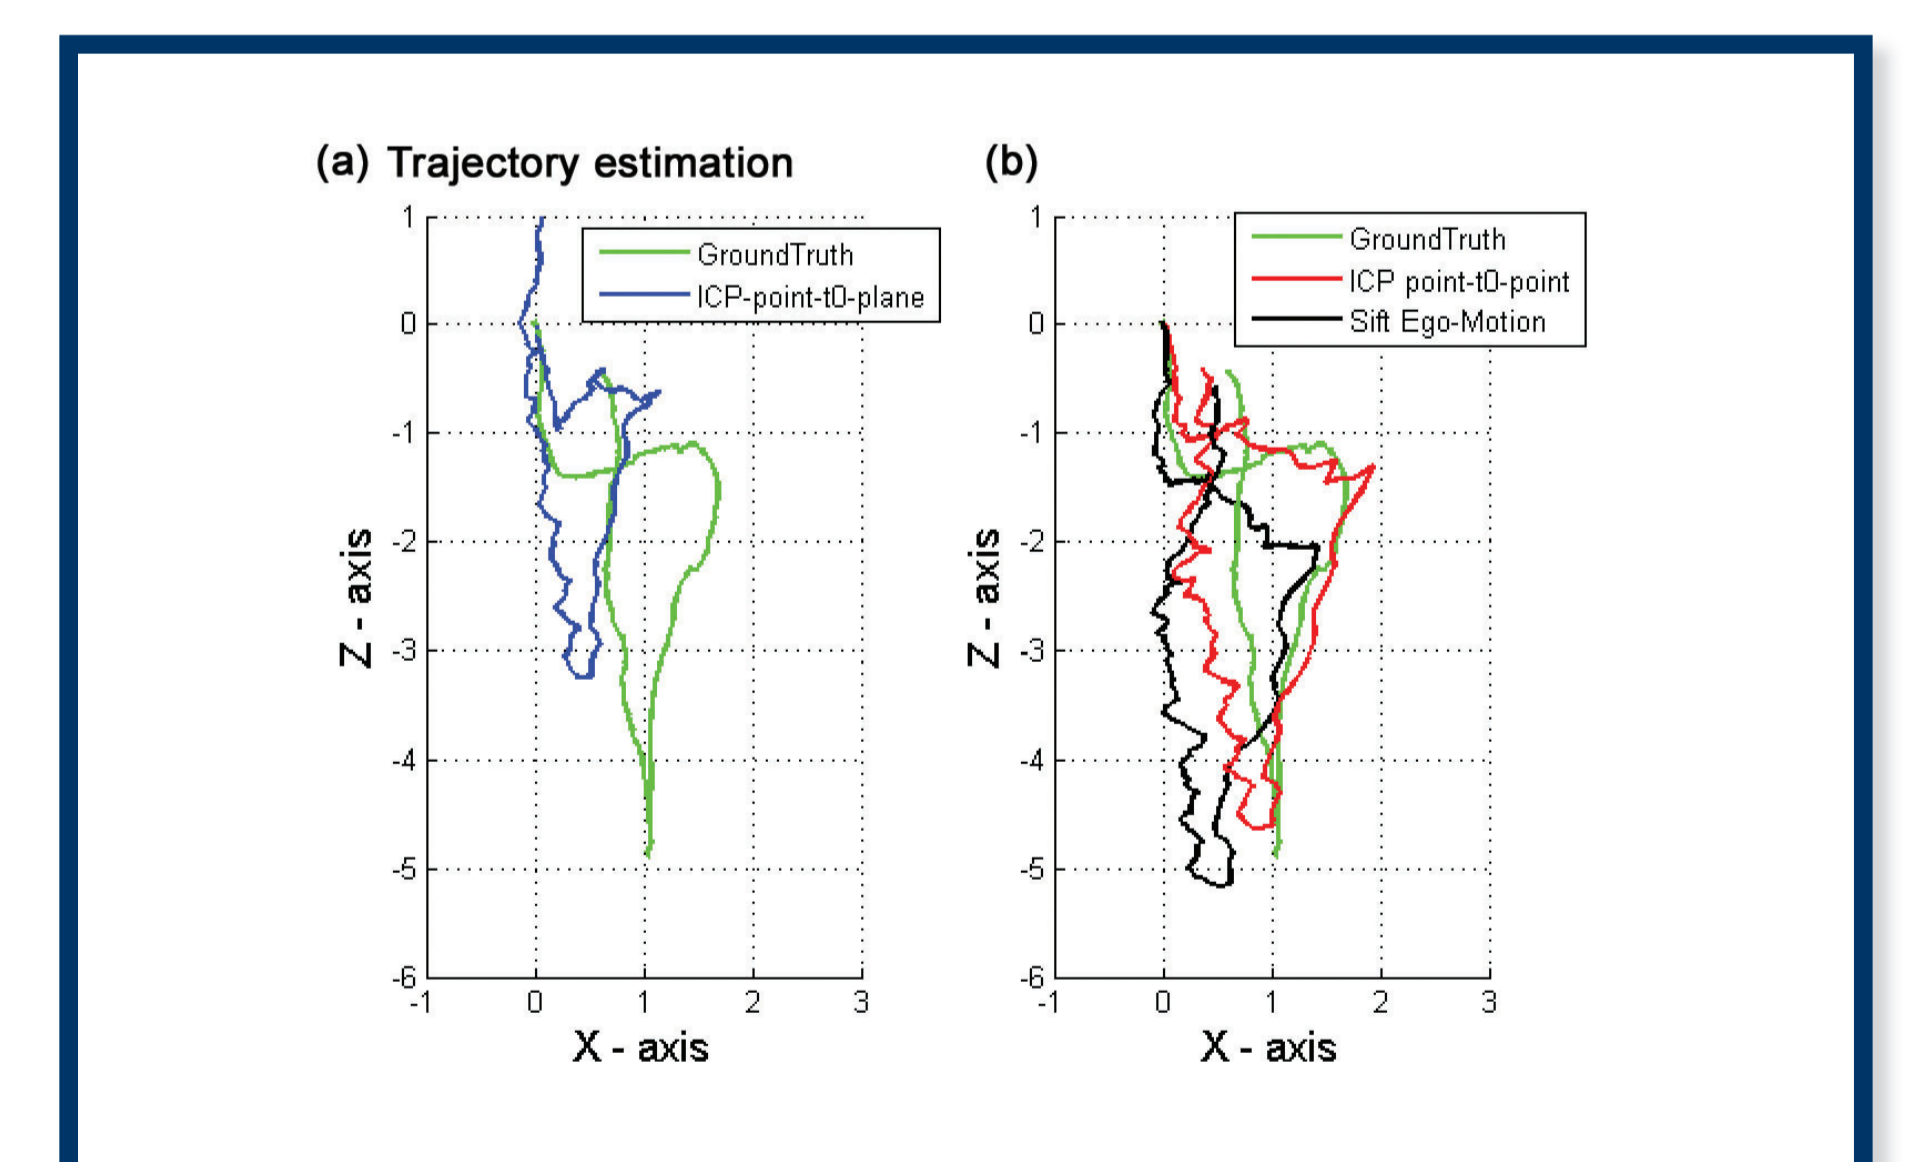 (a) Trajectory estimation
1
0
-1
-2
-3
-4
-5
-6
-1 0 1 2 3
Z - axis
X - axis
GroundTruth
ICP-point-t0-plane
(b)
1
0
-1
-2
-3
-4
-5
-6
-1 0 1 2 3
Z - axis
X - axis
GroundTruth
ICP point-t0-point
Sift Ego-Motion